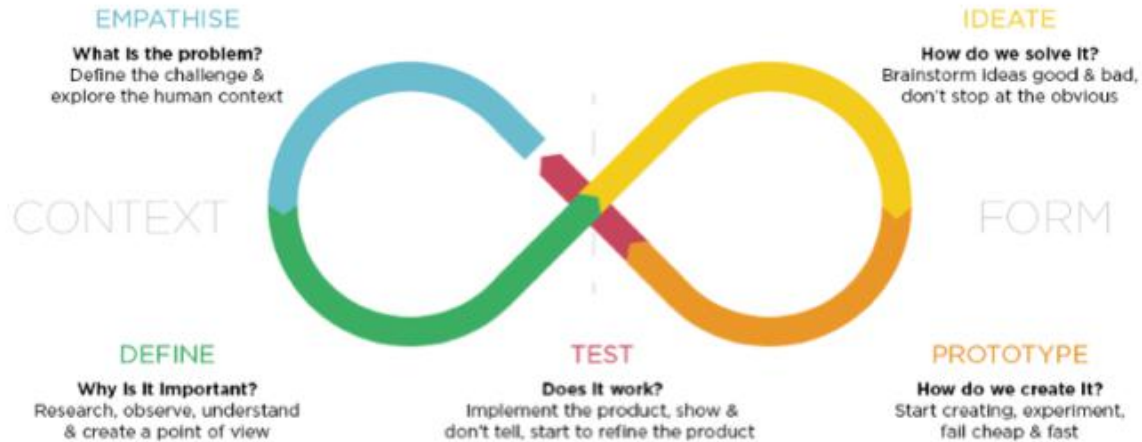 EMPATHISE
What is the problem?
Define the challenge &
explore the human context
IDEATE
How do we solve it?
Brainstorm ideas good & bad,
don't stop at the obvious
CONTEXT
FORM
DEFINE
Why is it important?
Research, observe, understand
& create a point of view
TEST
Does it work?
Implement the product, show &
don't tell, start to refine the product
PROTOTYPE
How do we create it?
Start creating, experiment,
fail cheap & fast